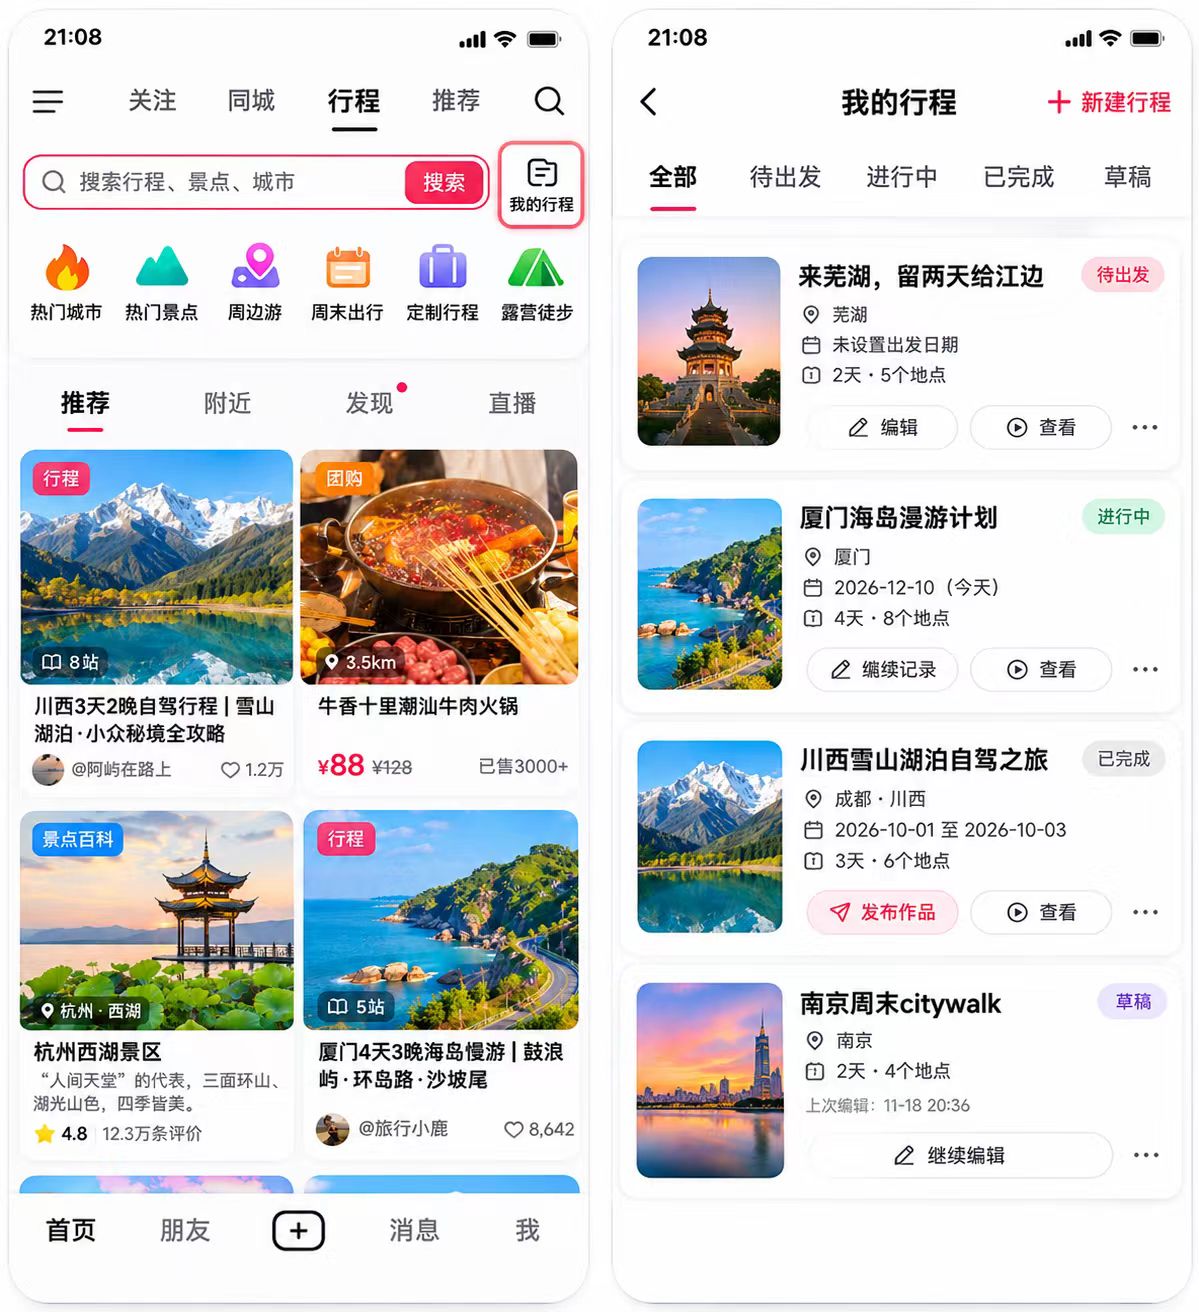 21:08
关注
同城
行程
推荐
搜索行程、景点、城市
搜索
我的行程
热门城市
热门景点
周边游
周末出行
定制行程
露营徒步
推荐
附近
发现
直播
行程
8站
川西3天2晚自驾行程 | 雪山
湖泊·小众秘境全攻略
@阿屿在路上
1.2万
团购
3.5km
牛香十里潮汕牛肉火锅
¥88 ¥128
已售3000+
景点百科
杭州 · 西湖
杭州西湖景区
“人间天堂”的代表，三面环山、
湖光山色，四季皆美。
4.8
12.3万条评价
行程
5站
厦门4天3晚海岛慢游 | 鼓浪
屿·环岛路·沙坡尾
@旅行小鹿
8,642
首页
朋友
消息
我
21:08
我的行程
新建行程
全部
待出发
进行中
已完成
草稿
来芜湖，留两天给江边
待出发
芜湖
未设置出发日期
2天 · 5个地点
编辑
查看
厦门海岛漫游计划
进行中
厦门
2026-12-10（今天）
4天 · 8个地点
继续记录
查看
川西雪山湖泊自驾之旅
已完成
成都 · 川西
2026-10-01 至 2026-10-03
3天 · 6个地点
发布作品
查看
南京周末citywalk
草稿
南京
2天 · 4个地点
上次编辑：11-18 20:36
继续编辑